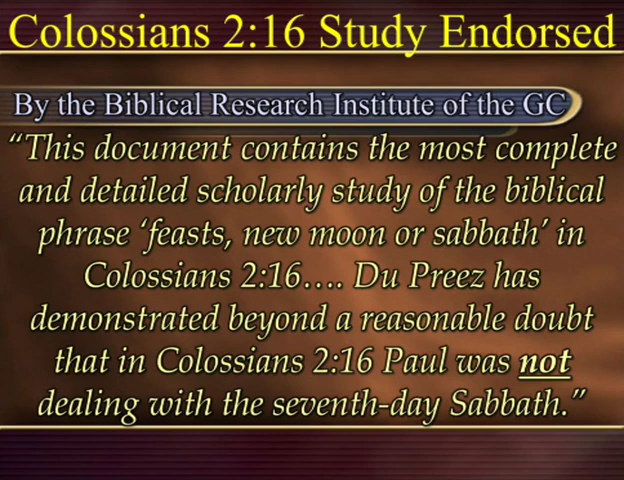 Colossians 2:16 Study Endorsed
By the Biblical Research Institute of the GC
“This document contains the most complete
and detailed scholarly study of the biblical
phrase ‘feasts, new moon or sabbath’ in
Colossians 2:16…. Du Preez has
demonstrated beyond a reasonable doubt
that in Colossians 2:16 Paul was not
dealing with the seventh-day Sabbath.”